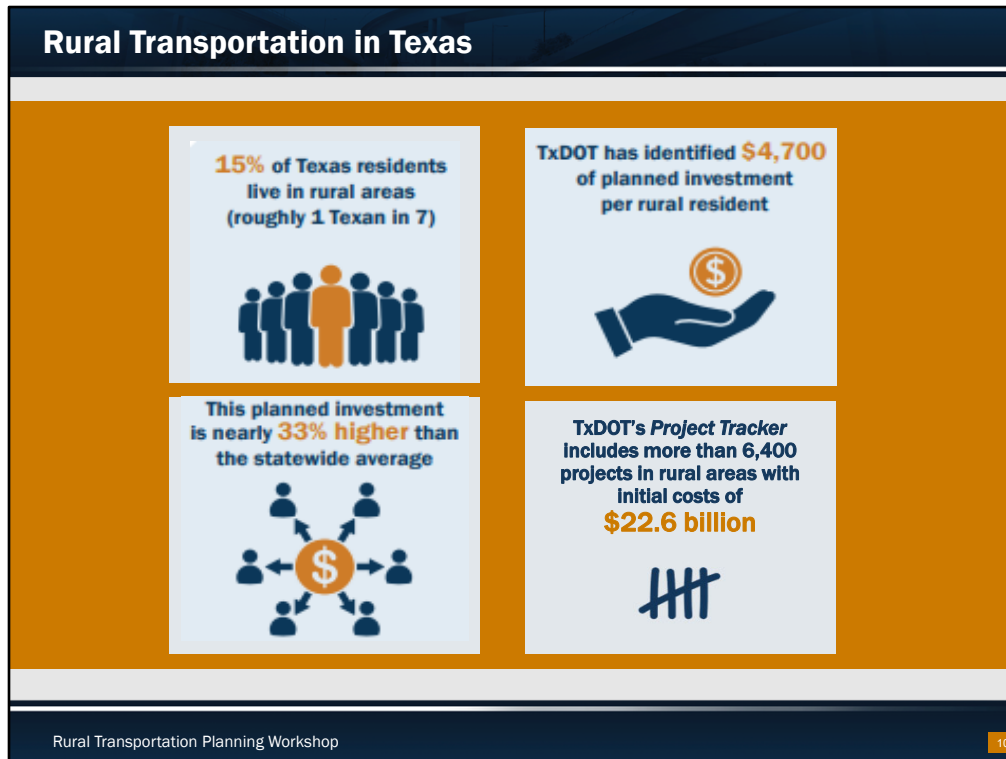 Rural Transportation in Texas
15% of Texas residents
live in rural areas
(roughly 1 Texan in 7)
TxDOT has identified $4,700
of planned investment
per rural resident
$
This planned investment
is nearly 33% higher than
the statewide average
$
TxDOT's Project Tracker
includes more than 6,400
projects in rural areas with
initial costs of
$22.6 billion
Rural Transportation Planning Workshop
10